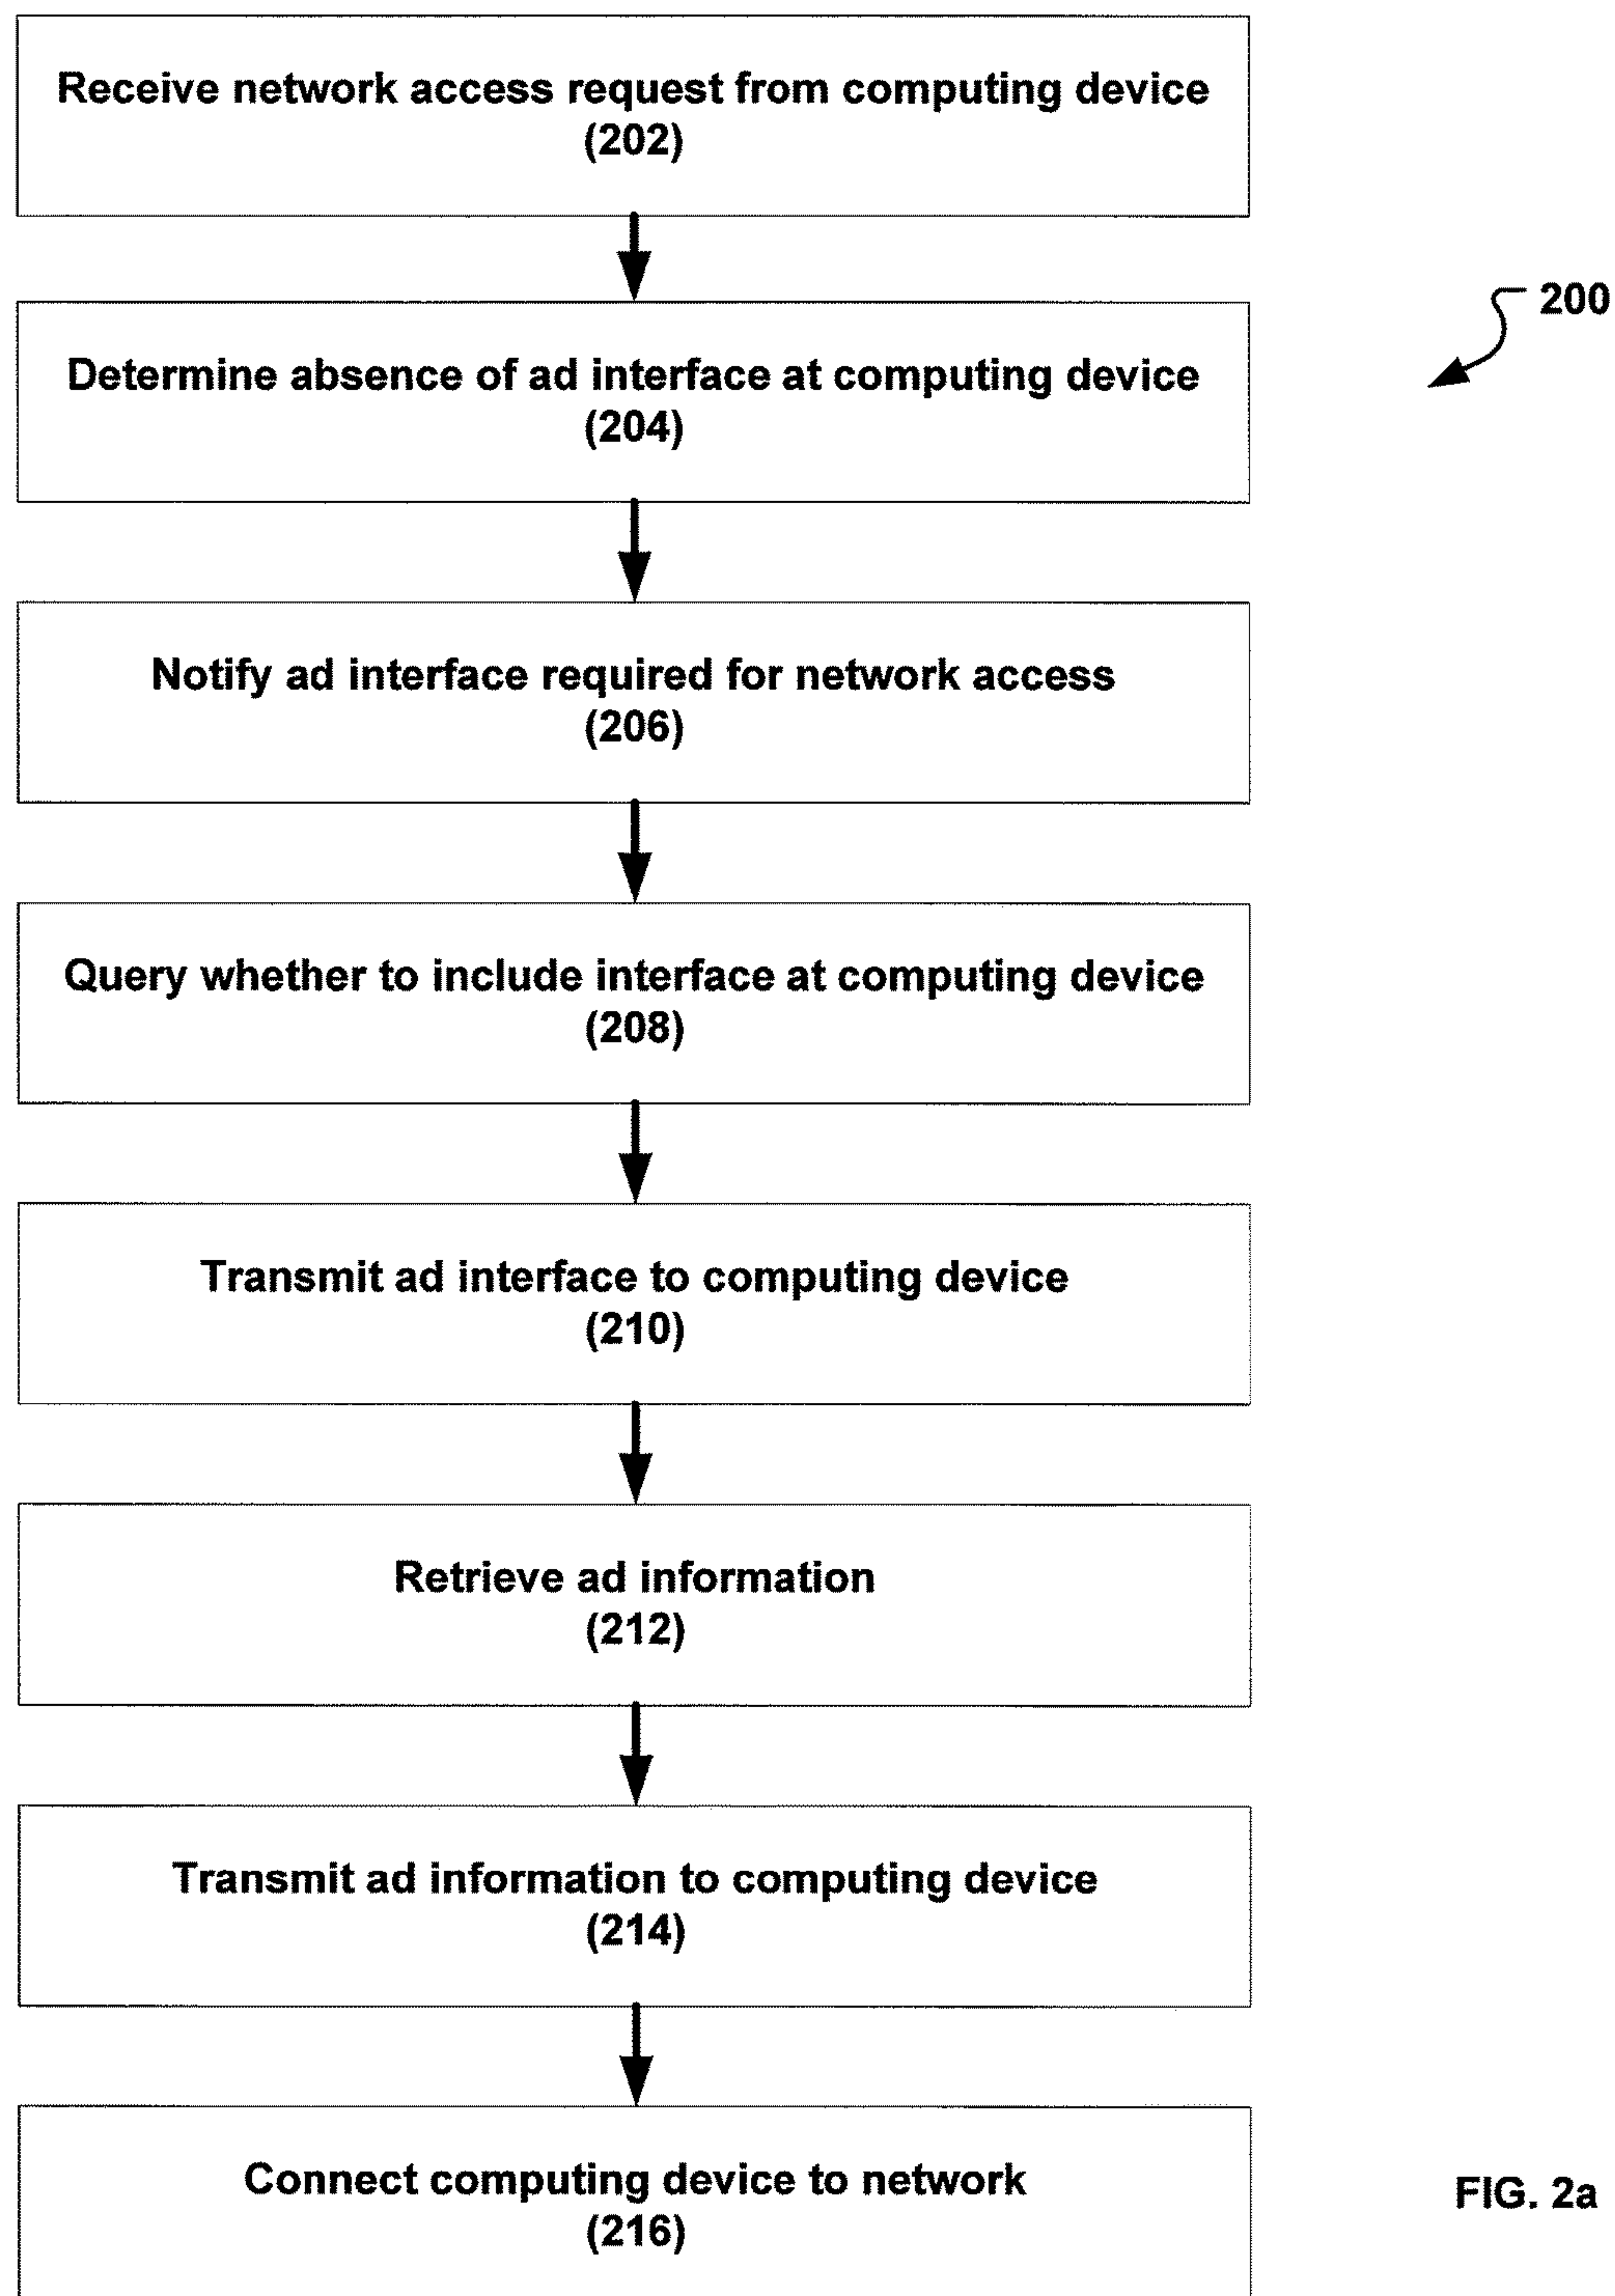 Receive network access request from computing device
(202)
200
Determine absence of ad interface at computing device
(204)
Notify ad interface required for network access
(206)
Query whether to include interface at computing device
(208)
Transmit ad interface to computing device
(210)
Retrieve ad information
(212)
Transmit ad information to computing device
(214)
Connect computing device to network
(216)
FIG. 2a